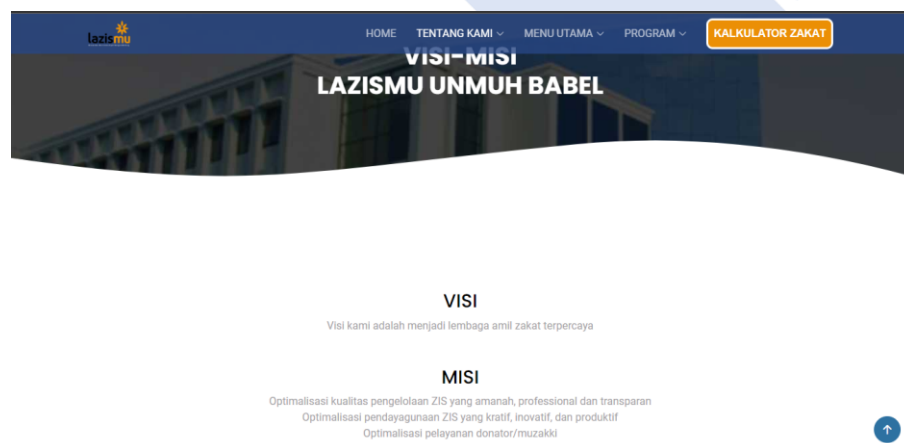 lazismu
HOME TENTANG KAMI MENU UTAMA PROGRAM KALKULATOR ZAKAT
VISI-MISI
LAZISMU UNMUH BABEL
VISI
Visi kami adalah menjadi lembaga amil zakat terpercaya
MISI
Optimalisasi kualitas pengelolaan ZIS yang amanah, professional dan transparan
Optimalisasi pendayagunaan ZIS yang kratif, inovatif, dan produktif
Optimalisasi pelayanan donator/muzakki